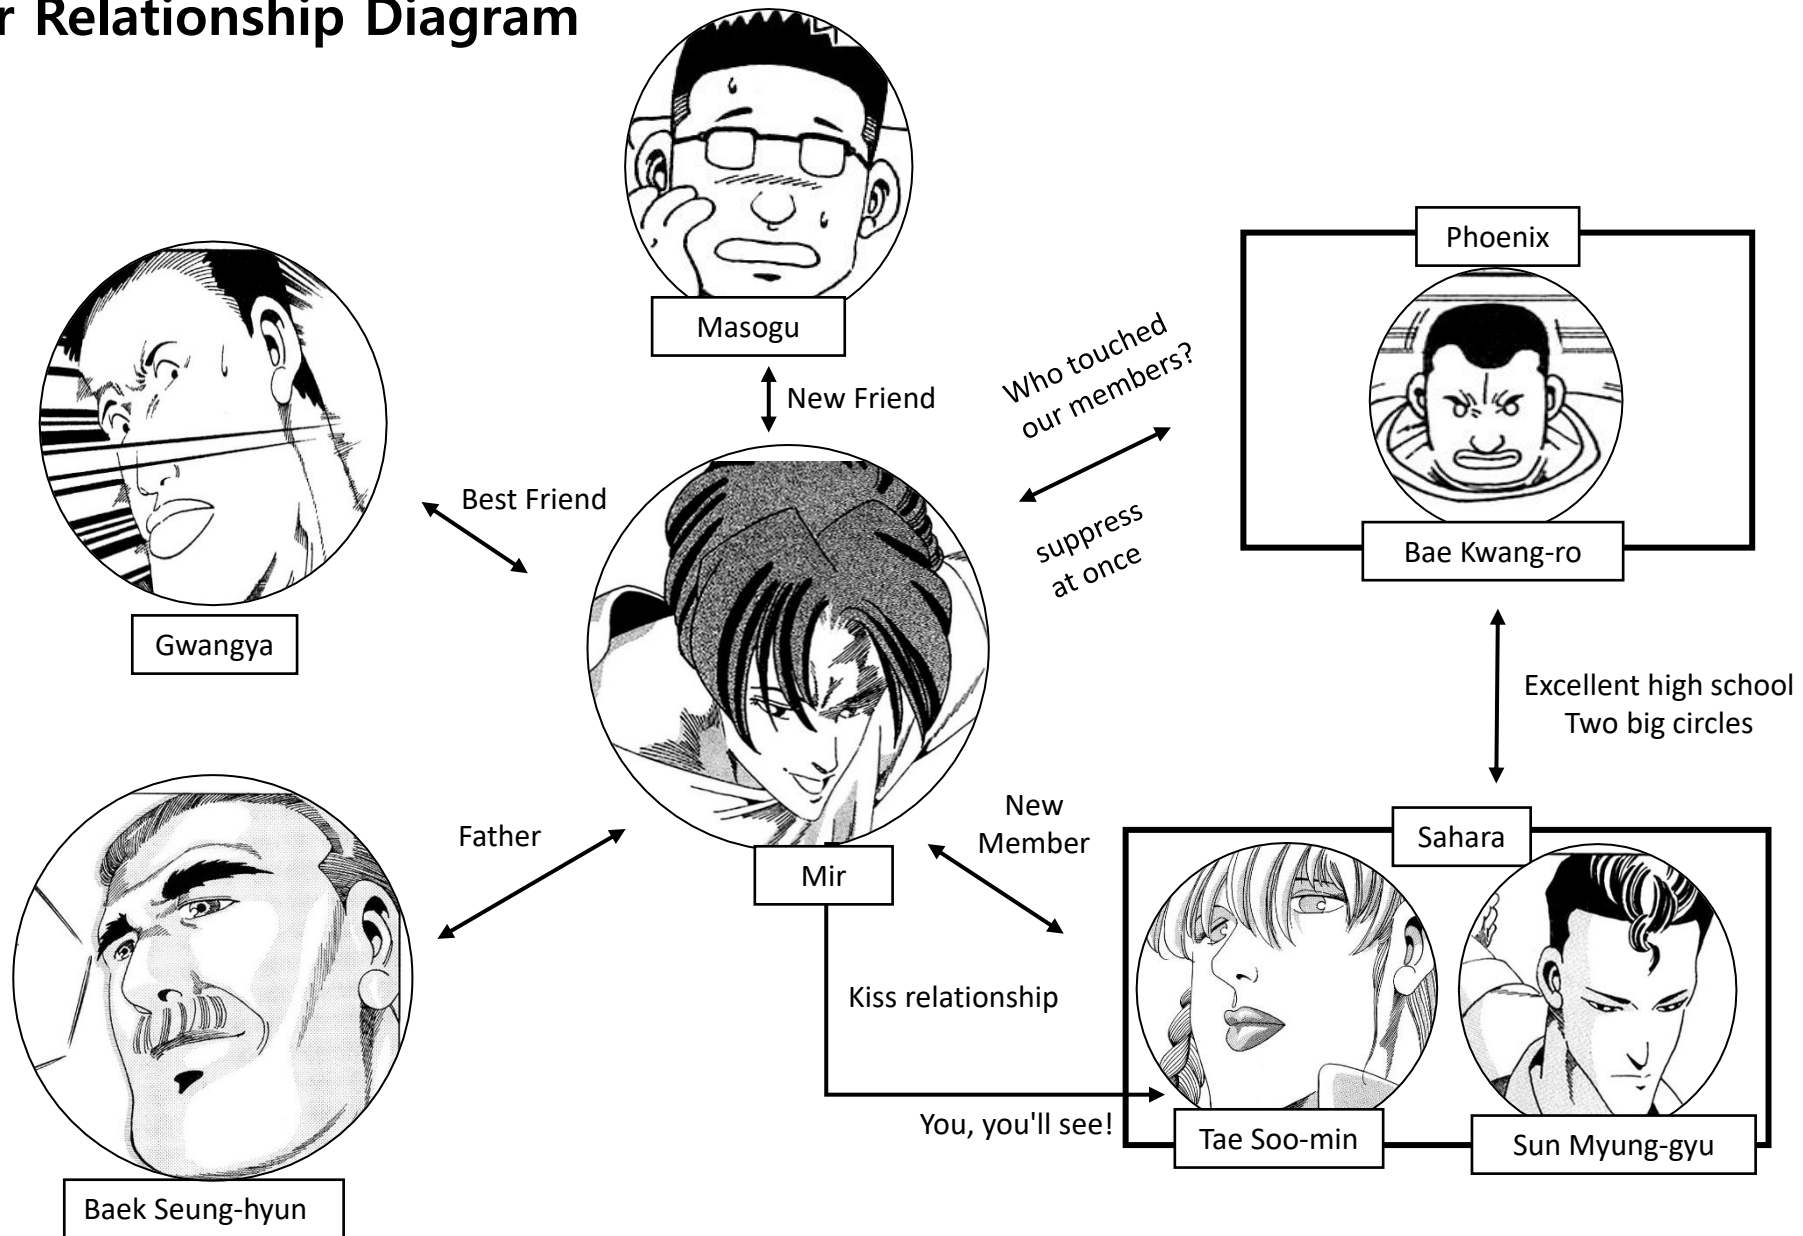 r Relationship Diagram
Masogu
New Friend
Phoenix
Who touched
our members?
suppress
at once
Bae Kwang-ro
Best Friend
Gwangya
Excellent high school
Two big circles
Father
Mir
New
Member
Sahara
Kiss relationship
You, you'll see!
Tae Soo-min
Sun Myung-gyu
Baek Seung-hyun